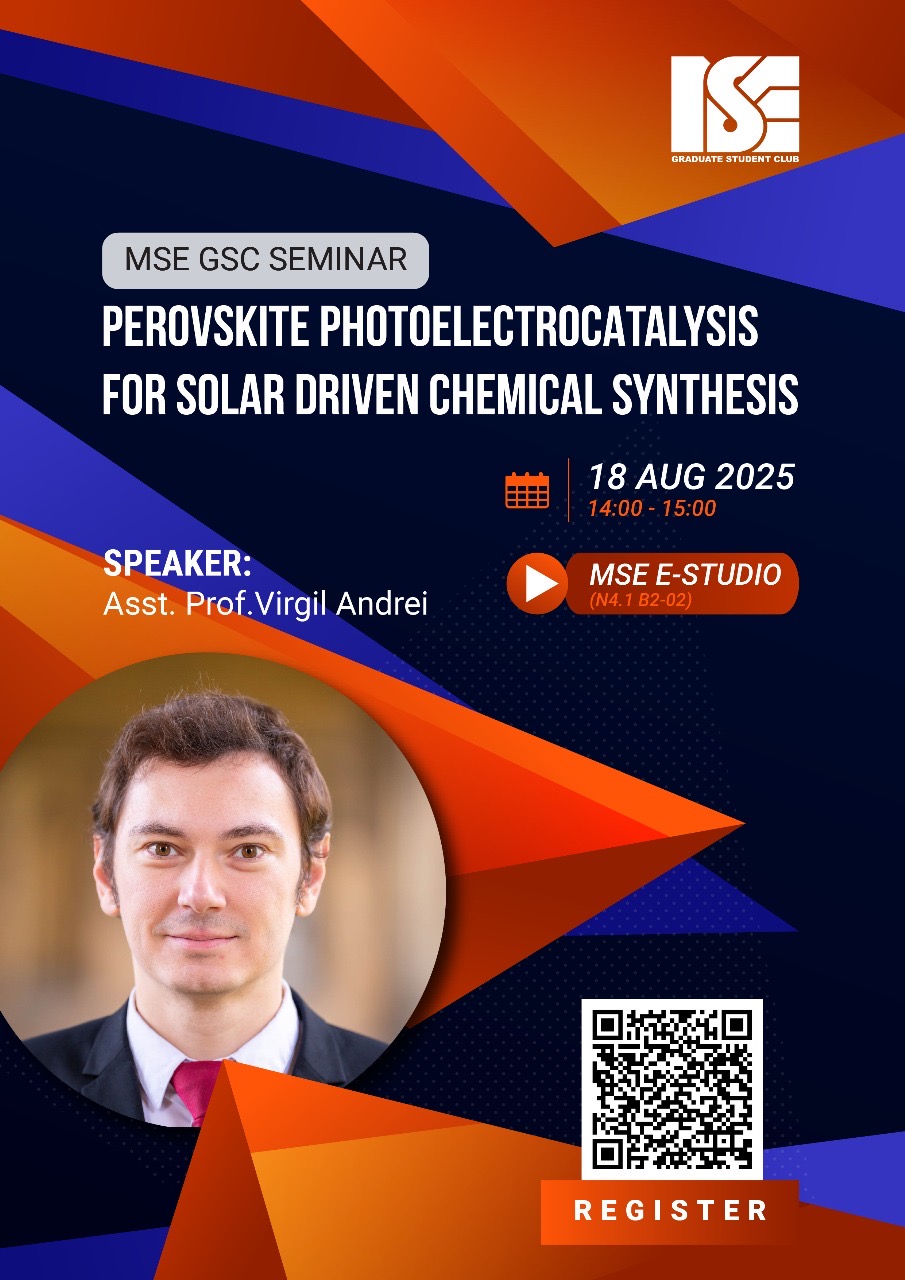 MSE
GRADUATE STUDENT CLUB
MSE GSC SEMINAR
PEROVSKITE PHOTOELECTROCATALYSIS
FOR SOLAR DRIVEN CHEMICAL SYNTHESIS
18 AUG 2025
14:00 - 15:00
SPEAKER:
Asst. Prof.Virgil Andrei
MSE E-STUDIO
(N4.1 B2-02)
REGISTER